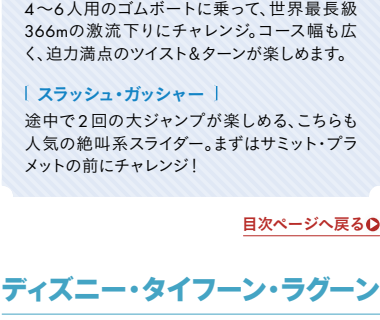 4〜6人用のゴムボートに乗って、世界最長級
366mの激流下りにチャレンジ。コース幅も広
く、迫力満点のツイスト&ターンが楽しめます。
| スラッシュ・ガッシャー |
途中で2回の大ジャンプが楽しめる、こちらも
人気の絶叫系スライダー。まずはサミット・プラ
メットの前にチャレンジ!
目次ページへ戻る
ディズニー・タイフーン・ラグーン